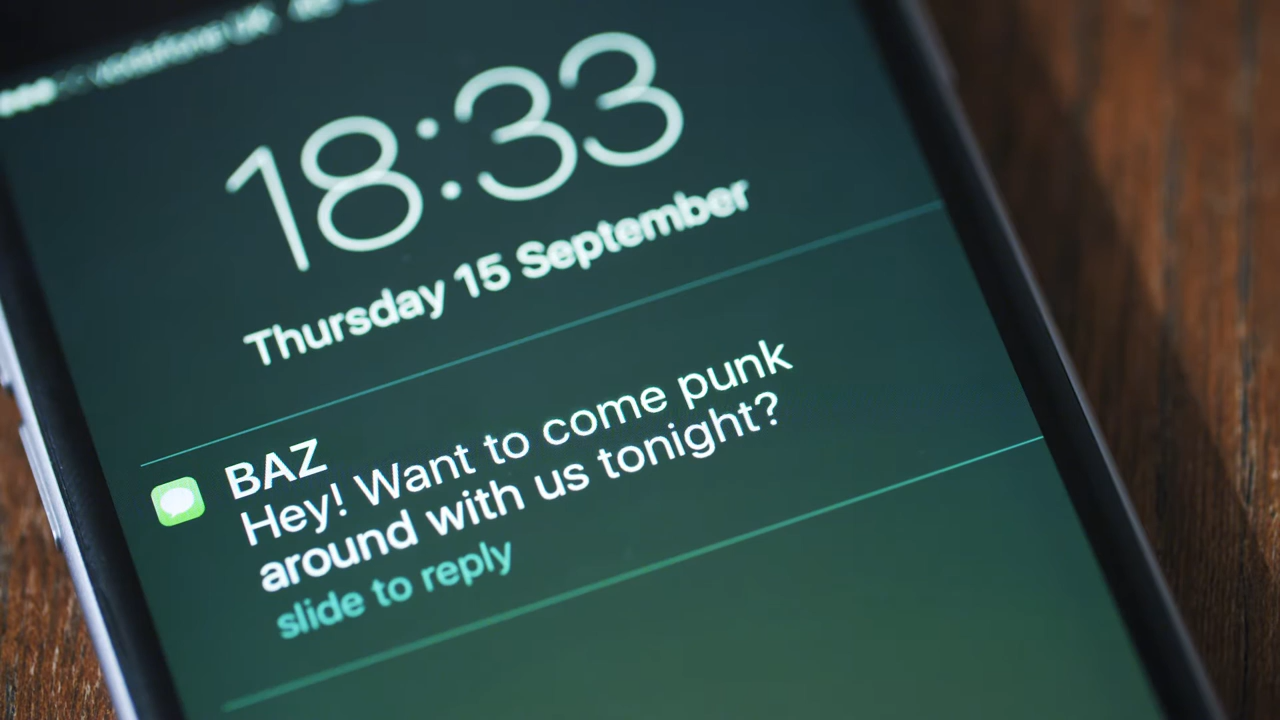 18:33
Thursday 15 September
BAZ
Hey! Want to come punk
around with us tonight?
slide to reply